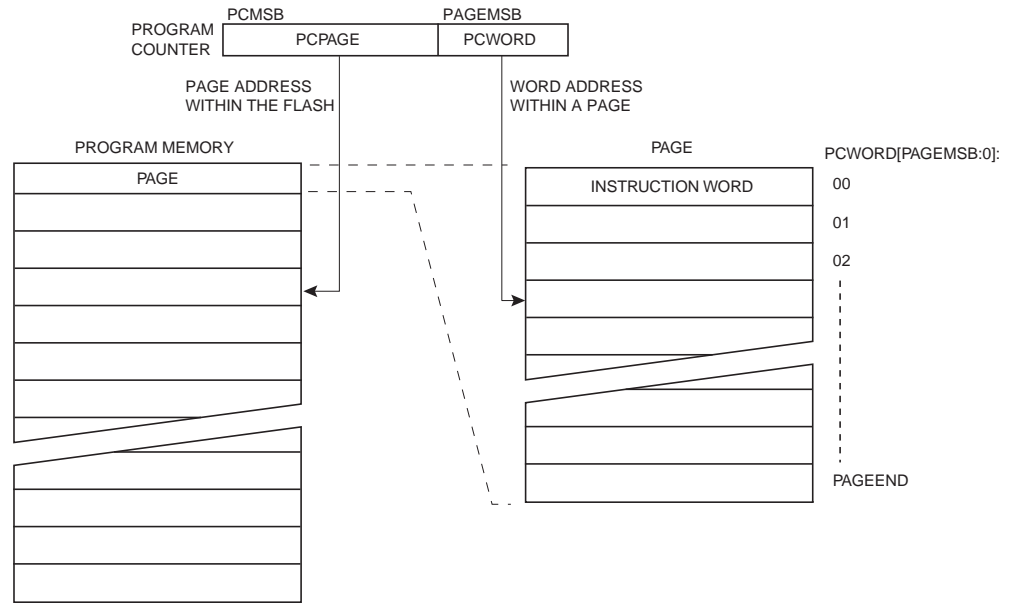 PCMSB PAGEMSB
PROGRAM
COUNTER
PCPAGE PCWORD
PAGE ADDRESS
WITHIN THE FLASH
WORD ADDRESS
WITHIN A PAGE
PROGRAM MEMORY
PAGE
PAGE
INSTRUCTION WORD
PCWORD[PAGEMSB:0]:
00
01
02
PAGEEND